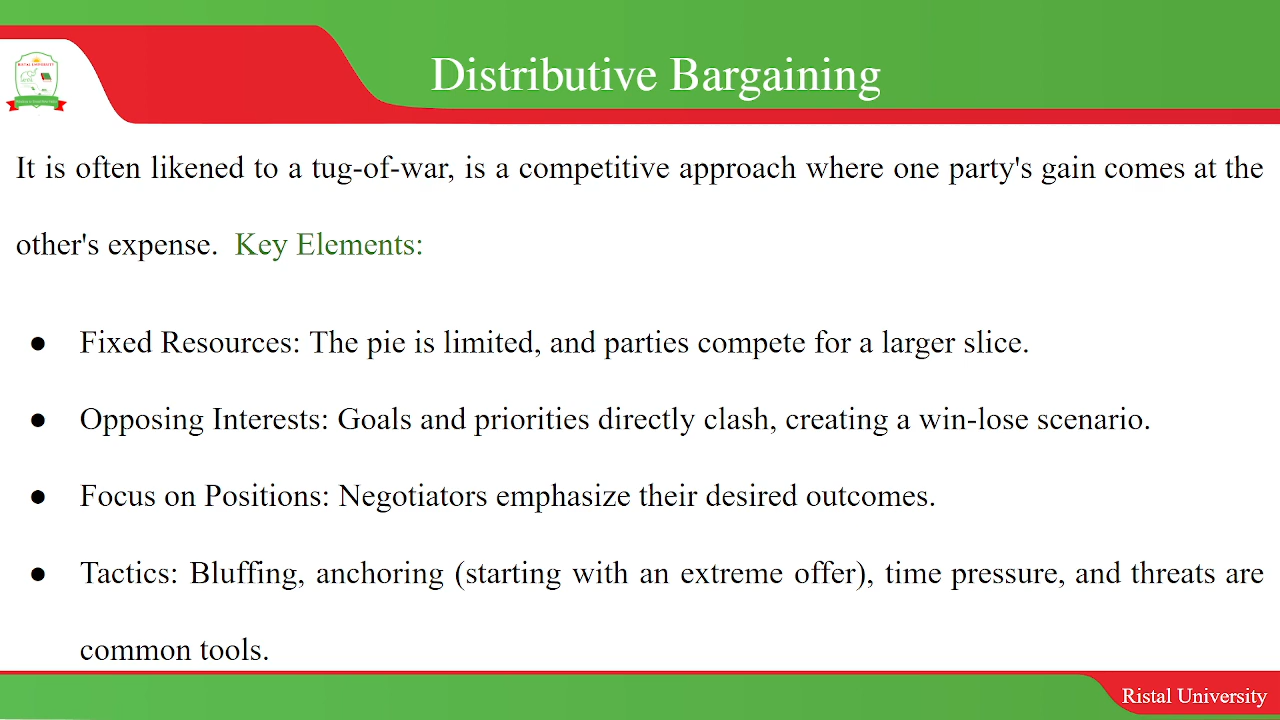 RISTAL UNIVERSITY
Distributive Bargaining
It is often likened to a tug-of-war, is a competitive approach where one party's gain comes at the
other's expense. Key Elements:
● Fixed Resources: The pie is limited, and parties compete for a larger slice.
● Opposing Interests: Goals and priorities directly clash, creating a win-lose scenario.
● Focus on Positions: Negotiators emphasize their desired outcomes.
● Tactics: Bluffing, anchoring (starting with an extreme offer), time pressure, and threats are
common tools.
Ristal University